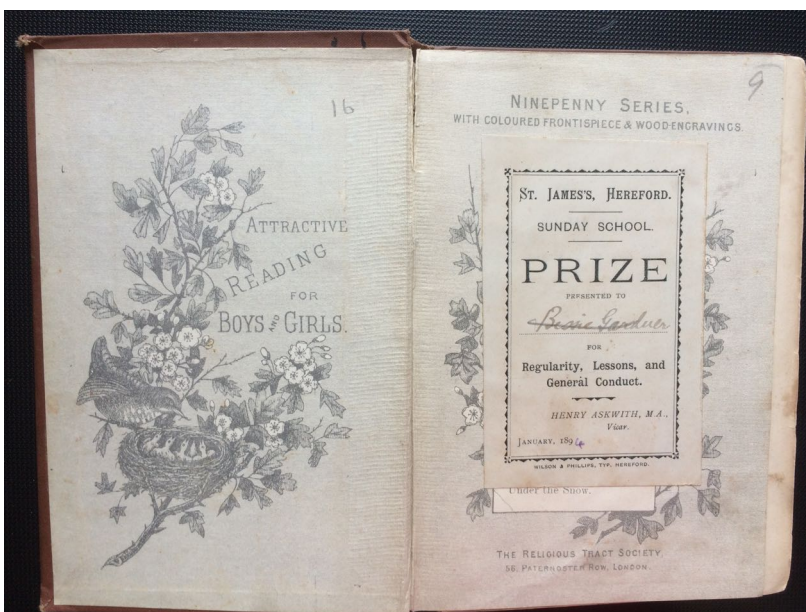 16
ATTRACTIVE
READING
FOR
BOYS AND GIRLS.
9
NINEPENNY SERIES,
WITH COLOURED FRONTISPIECE & WOOD-ENGRAVINGS.
ST. JAMES'S, HEREFORD.
SUNDAY SCHOOL.
PRIZE
PRESENTED TO
Bessie Gardner
FOR
Regularity, Lessons, and
General Conduct.
HENRY ASKWITH, M.A.,
Vicar.
JANUARY, 1894
WILSON & PHILLIPS, TYP. HEREFORD.
Under the Snow.
THE RELIGIOUS TRACT SOCIETY,
56, PATERNOSTER ROW, LONDON.